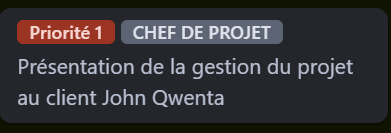 Priorité 1 CHEF DE PROJET
Présentation de la gestion du projet
au client John Qwenta